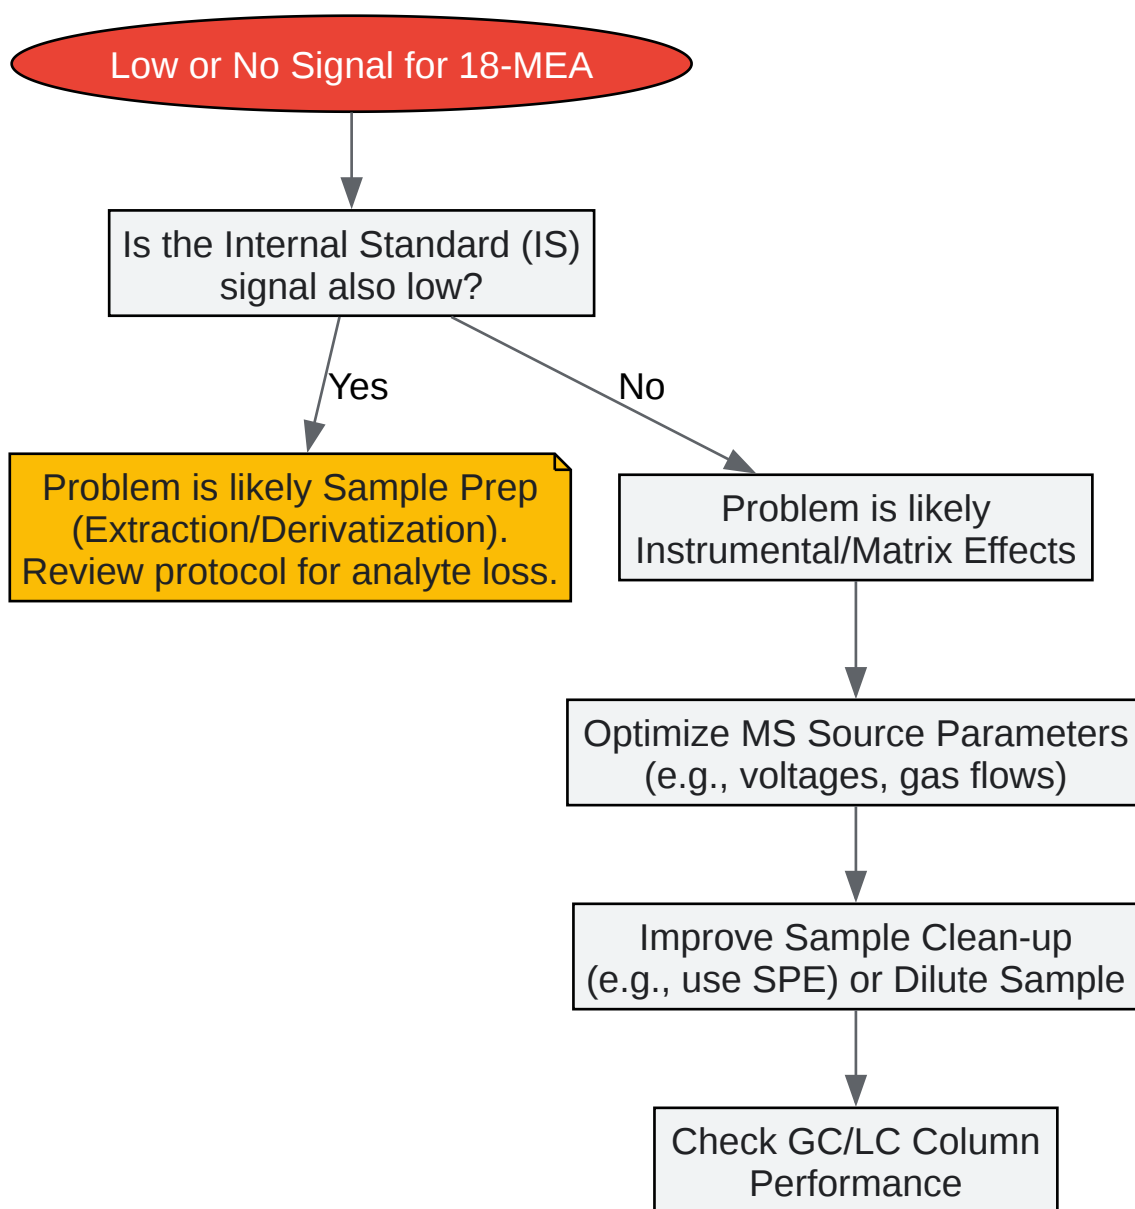 Low or No Signal for 18-MEA
Is the Internal Standard (IS)
signal also low?
Yes
No
Problem is likely Sample Prep
(Extraction/Derivatization).
Review protocol for analyte loss.
Problem is likely
Instrumental/Matrix Effects
Optimize MS Source Parameters
(e.g., voltages, gas flows)
Improve Sample Clean-up
(e.g., use SPE) or Dilute Sample
Check GC/LC Column
Performance